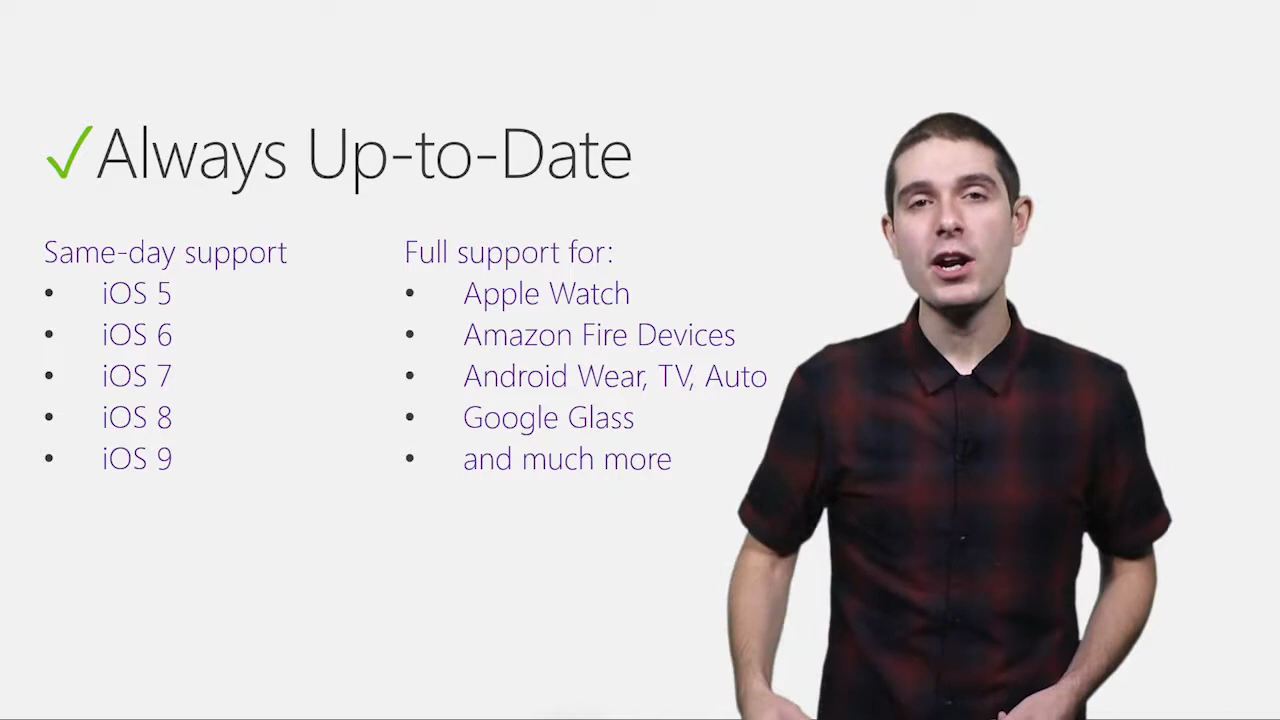 ✓Always Up-to-Date
Same-day support
• iOS 5
• iOS 6
• iOS 7
• iOS 8
• iOS 9
Full support for:
• Apple Watch
• Amazon Fire Devices
• Android Wear, TV, Auto
• Google Glass
• and much more